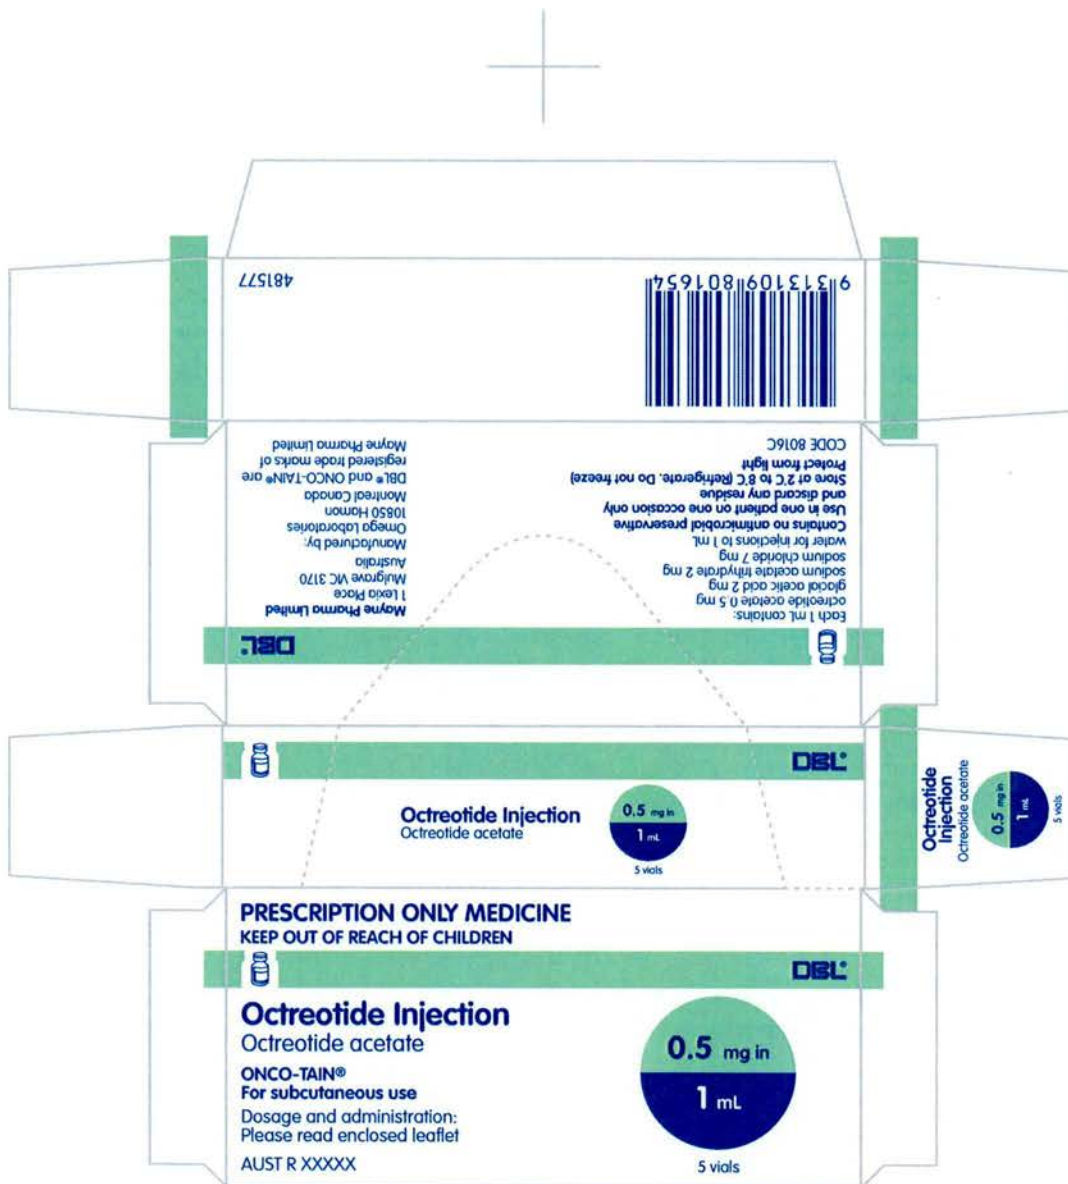 481577
9 313109 801654
Each 1 mL contains:
octreotide acetate 0.5 mg
glacial acetic acid 2 mg
sodium acetate trihydrate 2 mg
sodium chloride 7 mg
water for injections to 1 mL
Contains no antimicrobial preservative
Use in one patient on one occasion only
and discard any residue
Store at 2°C to 8°C (Refrigerate. Do not freeze)
Protect from light
CODE 8016C
Mayne Pharma Limited
1 Lexia Place
Mulgrave VIC 3170
Australia
Manufactured by:
Omega Laboratories
10850 Hamon
Montreal Canada
DBL® and ONCO-TAIN® are
registered trade marks of
Mayne Pharma Limited
DBL®
DBL®
Octreotide Injection
Octreotide acetate
0.5 mg in
1 mL
5 vials
Octreotide
Injection
Octreotide acetate
0.5 mg in
1 mL
5 vials
PRESCRIPTION ONLY MEDICINE
KEEP OUT OF REACH OF CHILDREN
DBL®
Octreotide Injection
Octreotide acetate
ONCO-TAIN®
For subcutaneous use
Dosage and administration:
Please read enclosed leaflet
AUST R XXXXX
0.5 mg in
1 mL
5 vials